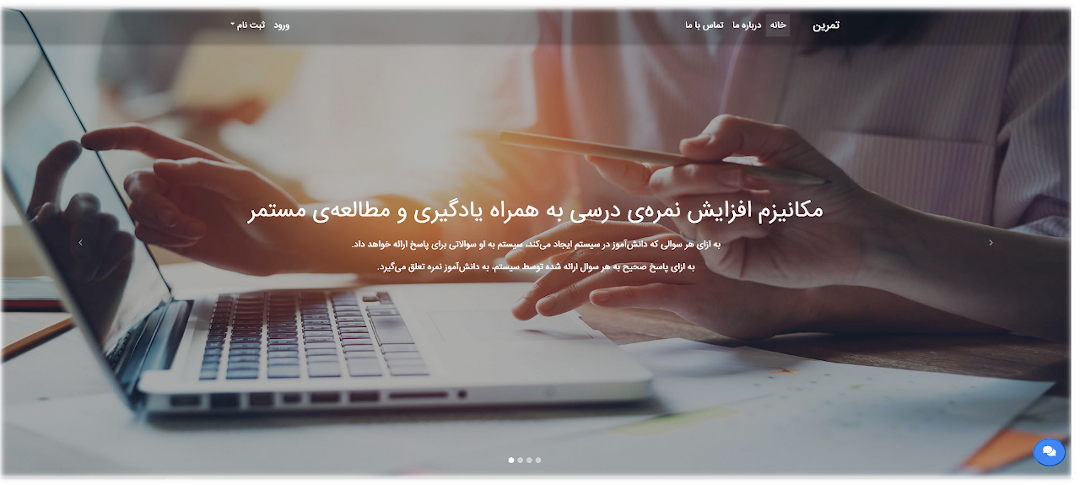 تمرین خانه درباره ما تماس با ما ورود ثبت نام
مکانیزم افزایش نمره‌ی درسی به همراه یادگیری و مطالعه‌ی مستمر
به ازای هر سوالی که دانش‌آموز در سیستم ایجاد می‌کند، سیستم به او سوالاتی برای پاسخ ارائه خواهد داد.
به ازای پاسخ صحیح به هر سوال ارائه شده توسط سیستم، به دانش‌آموز نمره تعلق می‌گیرد.